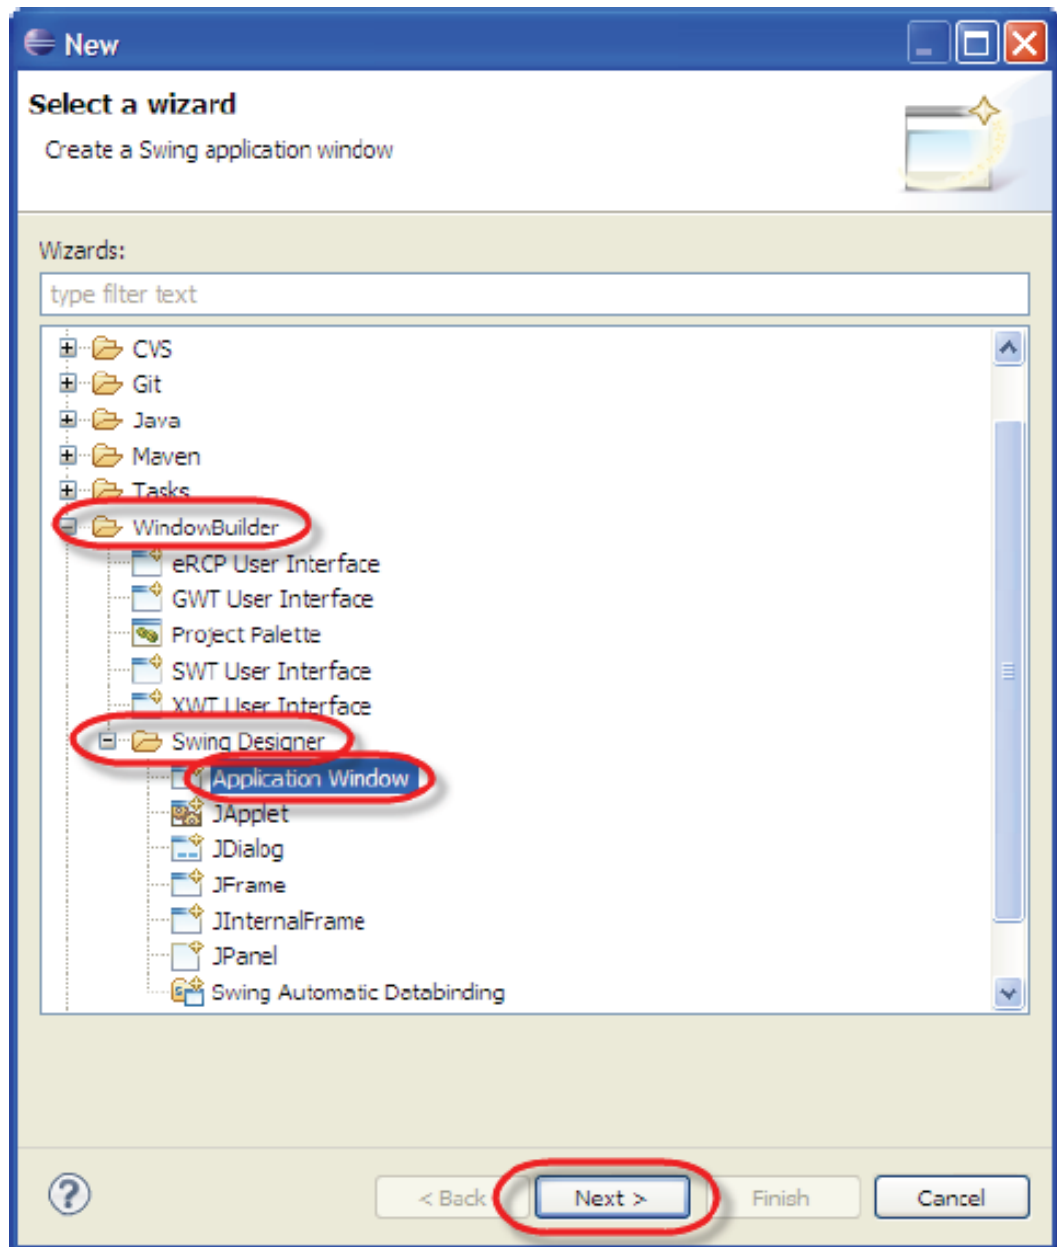 New
Select a wizard
Create a Swing application window
Wizards:
type filter text
CVS
Git
Java
Maven
Tasks
WindowBuilder
eRCP User Interface
GWT User Interface
Project Palette
SWT User Interface
XWT User Interface
Swing Designer
Application Window
JApplet
JDialog
JFrame
JInternalFrame
JPanel
Swing Automatic Databinding
? < Back Next > Finish Cancel